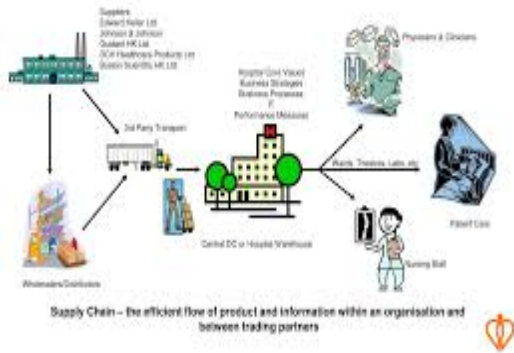 Suppliers
Edward Keller Ltd
Johnson & Johnson
Guidant HK Ltd
Healthcare Products Ltd
Boston Scientific HK Ltd
Physicians & Clinicians
Hospital Core Values
Business Strategies
Business Processes
IT
Performance Measures
3rd Party Transport
H
Wards, Theatres, Labs, etc
Patient Care
Central DC or Hospital Warehouse
Nursing Staff
Wholesalers/Distributors
Supply Chain – the efficient flow of product and information within an organisation and
between trading partners